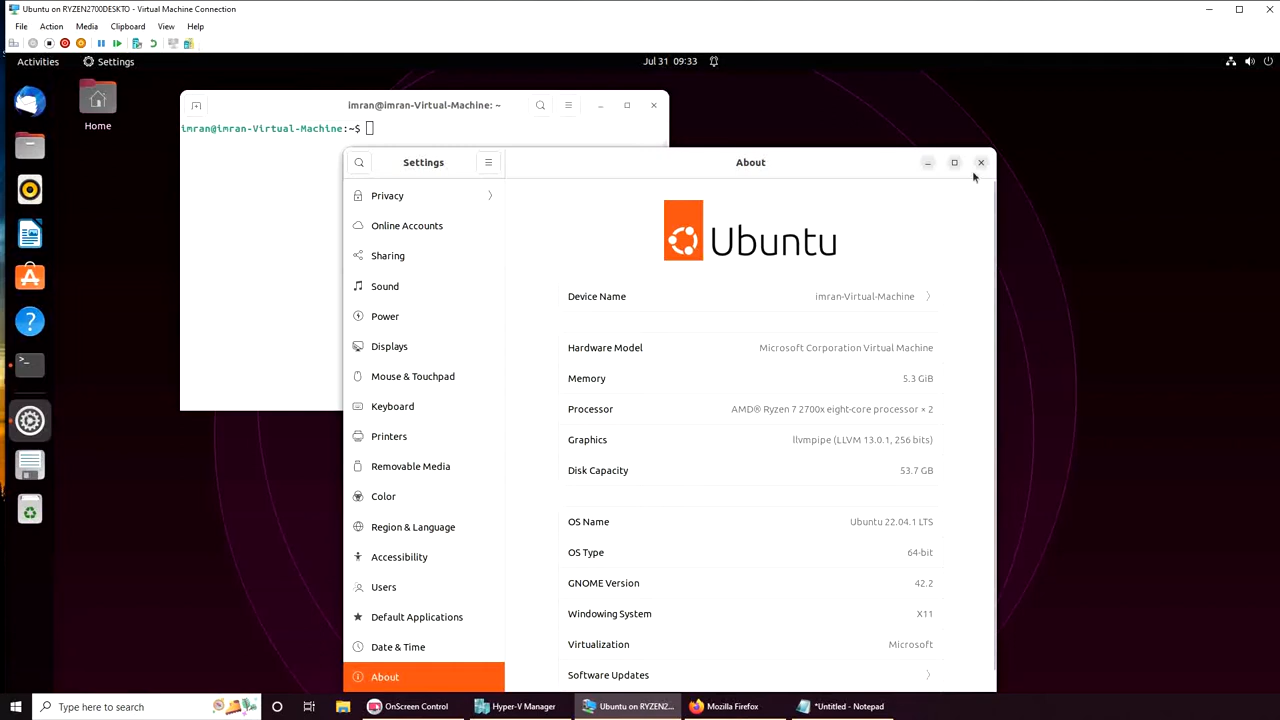 Ubuntu on RYZEN2700DESKTO - Virtual Machine Connection
File Action Media Clipboard View Help
Activities Settings Jul 31 09:33
Home
imran@imran-Virtual-Machine: ~
imran@imran-Virtual-Machine:~$
Settings
About
Privacy
Online Accounts
Sharing
Sound
Power
Displays
Mouse & Touchpad
Keyboard
Printers
Removable Media
Color
Region & Language
Accessibility
Users
Default Applications
Date & Time
About
Ubuntu
Device Name imran-Virtual-Machine
Hardware Model Microsoft Corporation Virtual Machine
Memory 5.3 GiB
Processor AMD® Ryzen 7 2700x eight-core processor × 2
Graphics llvmpipe (LLVM 13.0.1, 256 bits)
Disk Capacity 53.7 GB
OS Name Ubuntu 22.04.1 LTS
OS Type 64-bit
GNOME Version 42.2
Windowing System X11
Virtualization Microsoft
Software Updates
Type here to search OnScreen Control Hyper-V Manager Ubuntu on RYZEN2... Mozilla Firefox *Untitled - Notepad